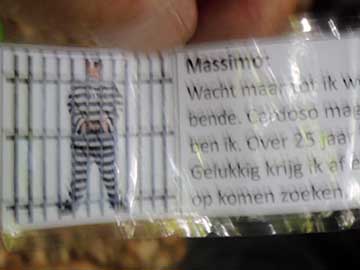 Massimo:
Wacht maar tot ik w
bende. Cardoso mag
ben ik. Over 25 jaar
Gelukkig krijg ik af e
op komen zoeken